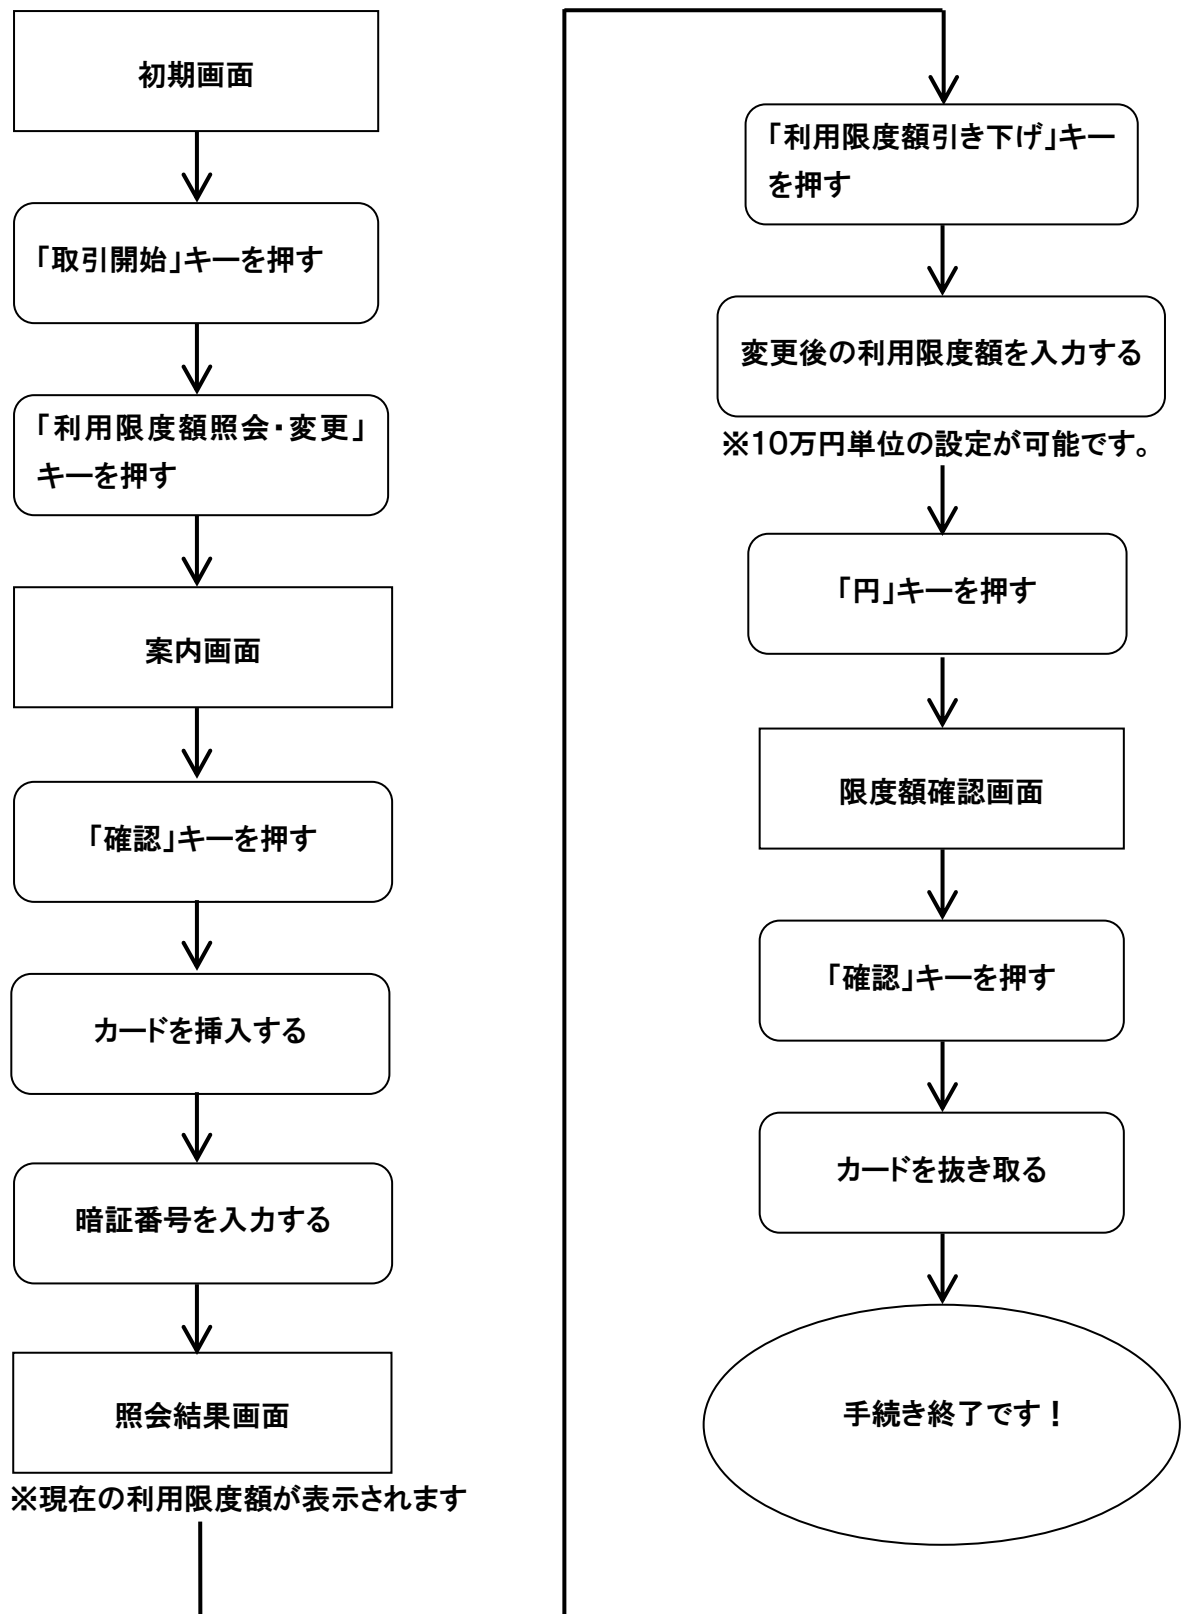 初期画面
「取引開始」キーを押す
「利用限度額照会・変更」
キーを押す
案内画面
「確認」キーを押す
カードを挿入する
暗証番号を入力する
照会結果画面
※現在の利用限度額が表示されます
「利用限度額引き下げ」キー
を押す
変更後の利用限度額を入力する
※10万円単位の設定が可能です。
「円」キーを押す
限度額確認画面
「確認」キーを押す
カードを抜き取る
手続き終了です！